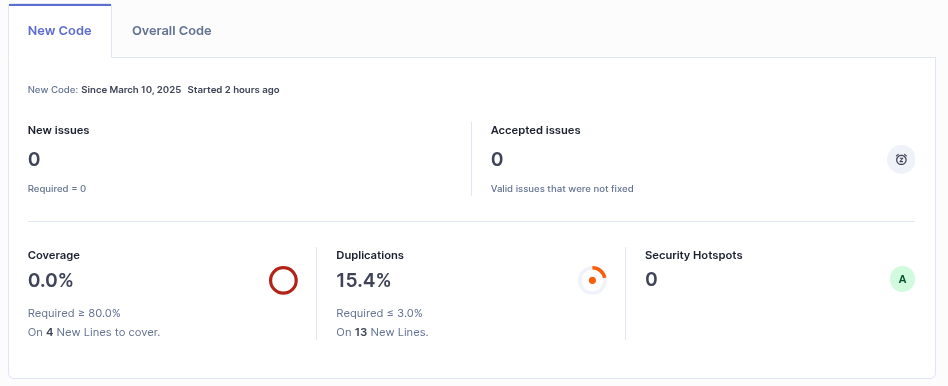 New Code Overall Code
New Code: Since March 10, 2025 Started 2 hours ago
New issues
0
Required = 0
Accepted issues
0
Valid issues that were not fixed
Coverage
0.0%
Required ≥ 80.0%
On 4 New Lines to cover.
Duplications
15.4%
Required ≤ 3.0%
On 13 New Lines.
Security Hotspots
0
A